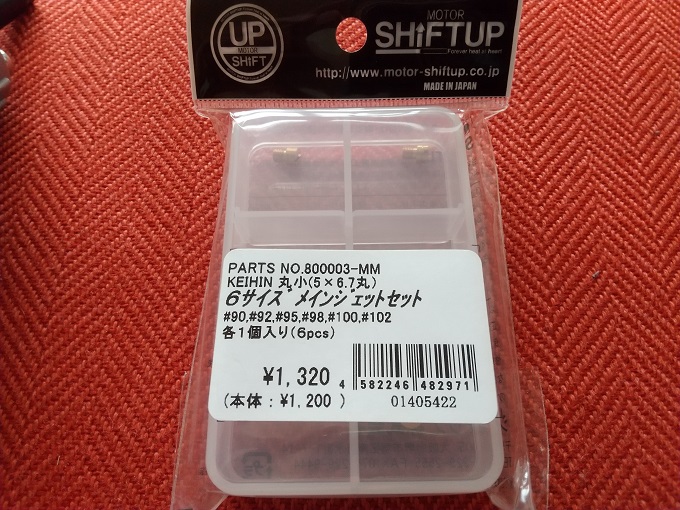 UP
MOTOR
SHiFT
MOTOR
SHiFTUP
Forever heat in heart
http://www.motor-shiftup.co.jp
MADE IN JAPAN
PARTS NO.800003-MM
KEIHIN 丸小(5×6.7丸)
6サイズ メインジェットセット
#90,#92,#95,#98,#100,#102
各1個入り(6pcs)
¥1,320
(本体:¥1,200 )
4 582246 482971
01405422